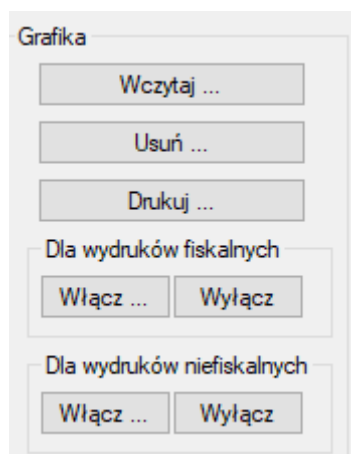 Grafika
Wczytaj ...
Usuń ...
Drukuj ...
Dla wydruków fiskalnych
Włącz ... Wyłącz
Dla wydruków niefiskalnych
Włącz ... Wyłącz